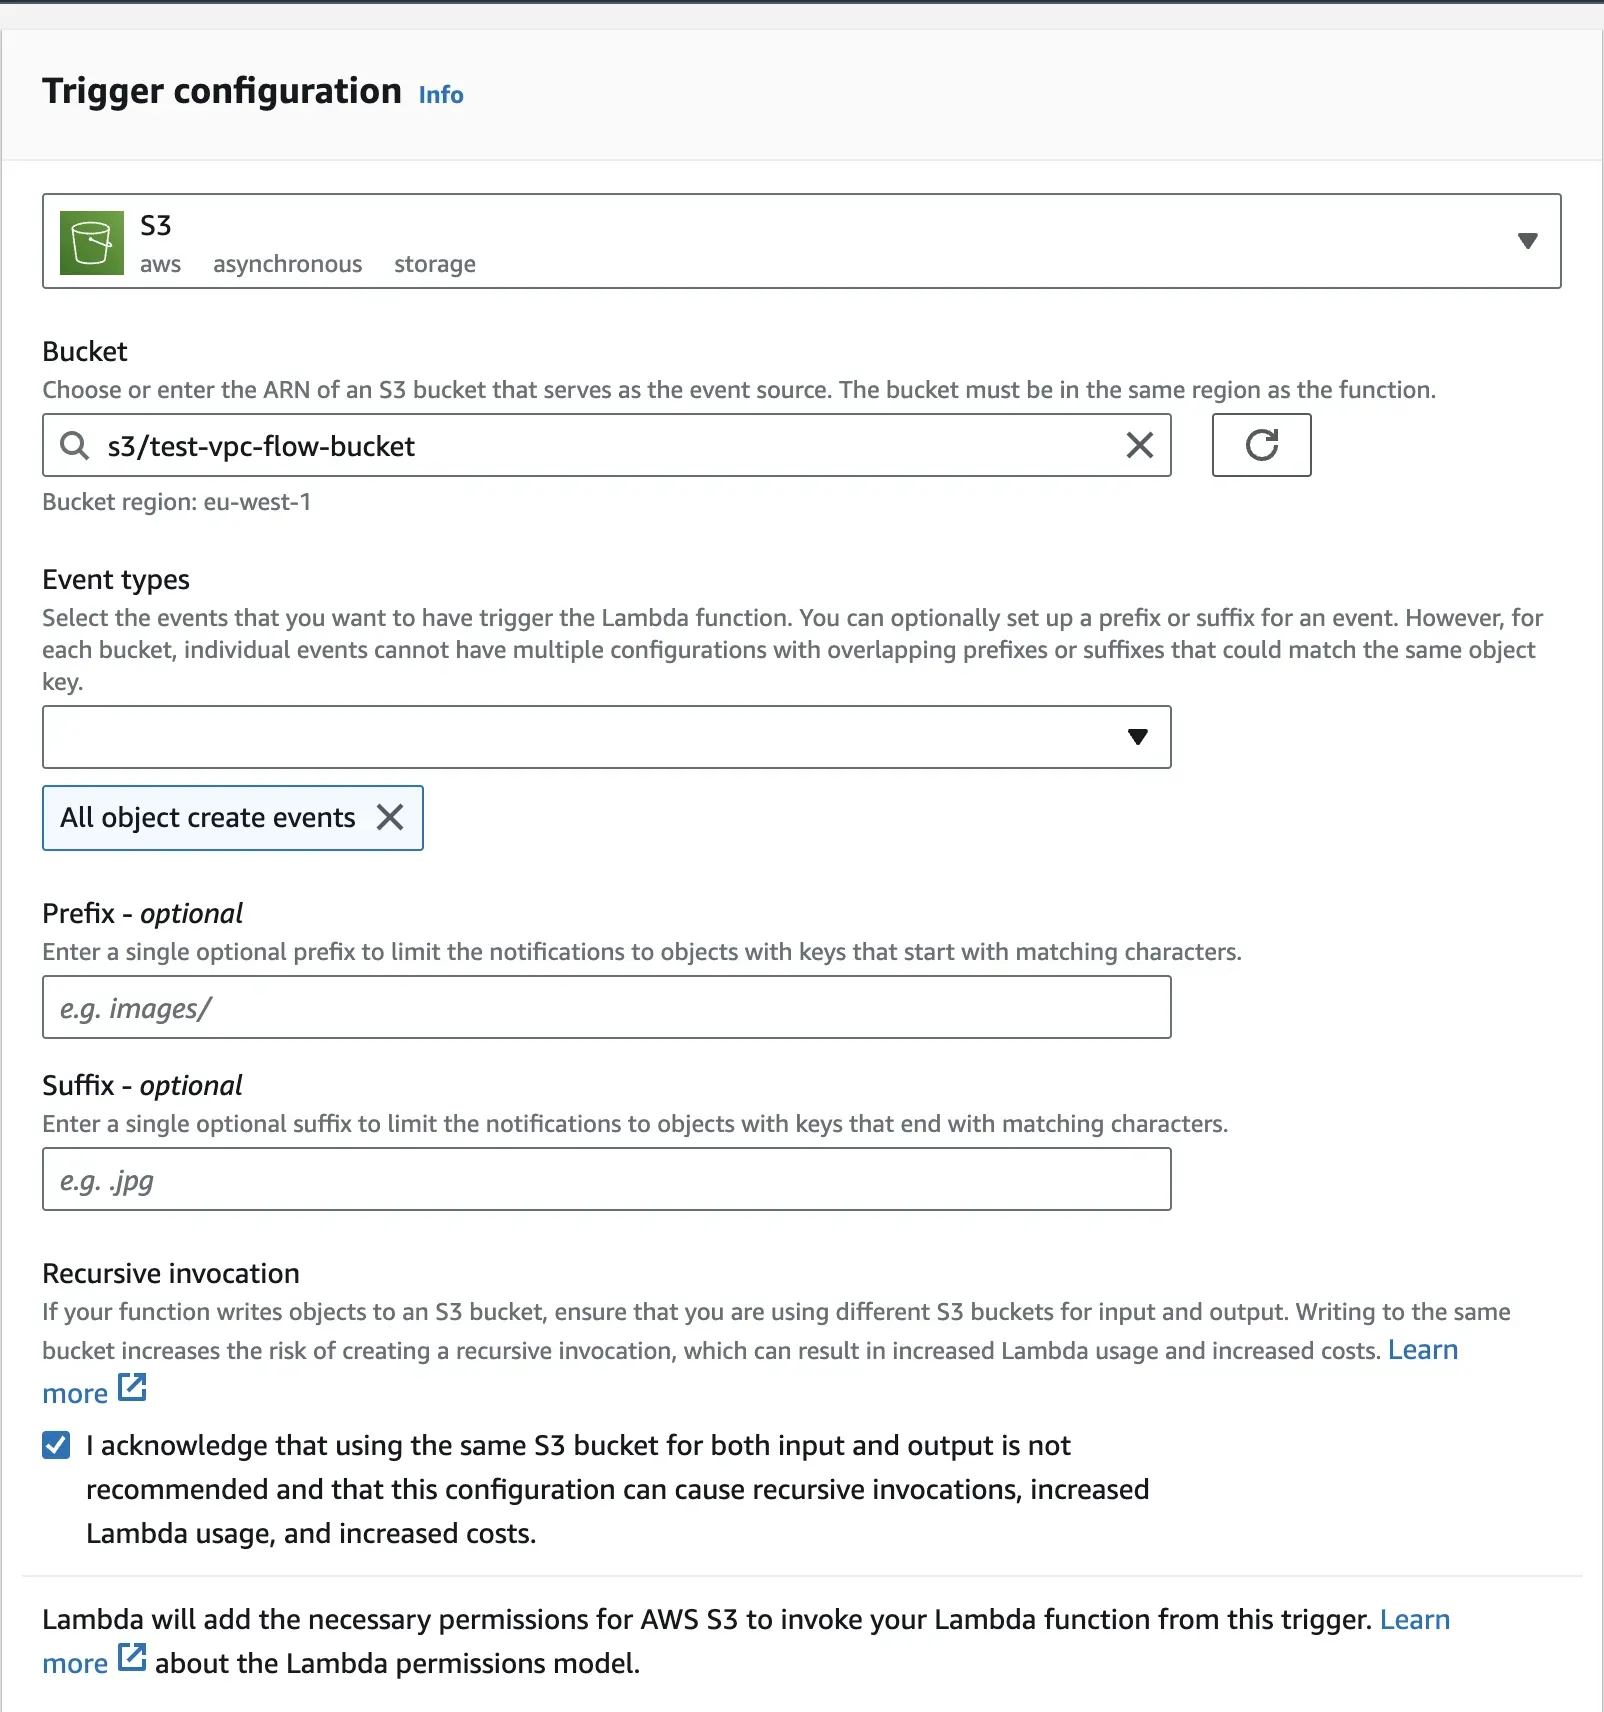 Trigger configuration Info
S3
aws asynchronous storage
Bucket
Choose or enter the ARN of an S3 bucket that serves as the event source. The bucket must be in the same region as the function.
s3/test-vpc-flow-bucket
Bucket region: eu-west-1
Event types
Select the events that you want to have trigger the Lambda function. You can optionally set up a prefix or suffix for an event. However, for
each bucket, individual events cannot have multiple configurations with overlapping prefixes or suffixes that could match the same object
key.
All object create events
Prefix - optional
Enter a single optional prefix to limit the notifications to objects with keys that start with matching characters.
e.g. images/
Suffix - optional
Enter a single optional suffix to limit the notifications to objects with keys that end with matching characters.
e.g. .jpg
Recursive invocation
If your function writes objects to an S3 bucket, ensure that you are using different S3 buckets for input and output. Writing to the same
bucket increases the risk of creating a recursive invocation, which can result in increased Lambda usage and increased costs. Learn
more
I acknowledge that using the same S3 bucket for both input and output is not
recommended and that this configuration can cause recursive invocations, increased
Lambda usage, and increased costs.
Lambda will add the necessary permissions for AWS S3 to invoke your Lambda function from this trigger. Learn
more about the Lambda permissions model.